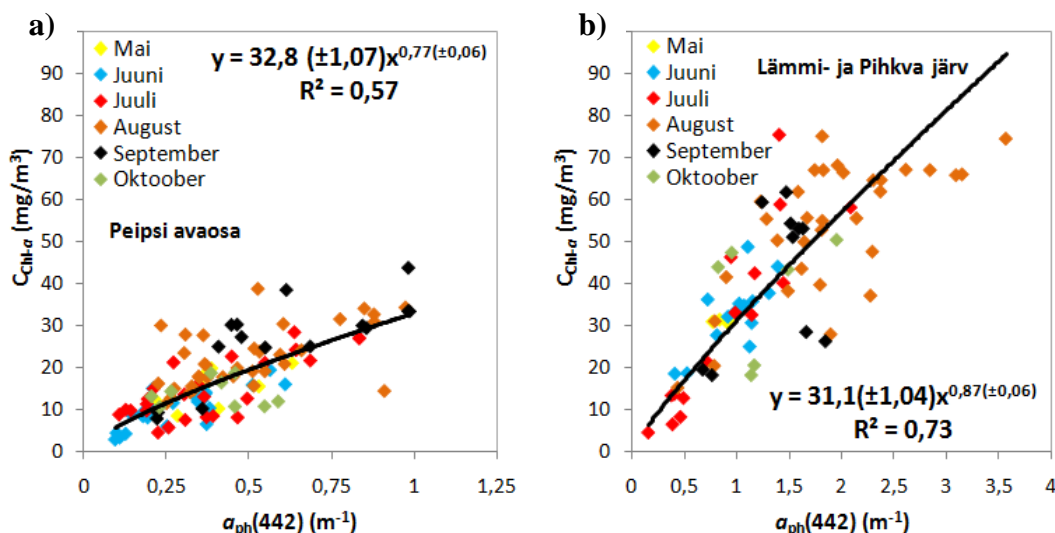 a)
Mai
Juuni
Juuli
August
September
Oktoober
y = 32,8 (±1,07)x^0,77(±0,06)
R² = 0,57
Peipsi avaosa
C_Chl-a (mg/m³)
90
80
70
60
50
40
30
20
10
0
0 0,25 0,5 0,75 1 1,25
a_ph(442) (m⁻¹)
b)
Mai
Juuni
Juuli
August
September
Oktoober
Lämmi- ja Pihkva järv
y = 31,1(±1,04)x^0,87(±0,06)
R² = 0,73
C_Chl-a (mg/m³)
90
80
70
60
50
40
30
20
10
0
0 0,5 1 1,5 2 2,5 3 3,5 4
a_ph(442) (m⁻¹)